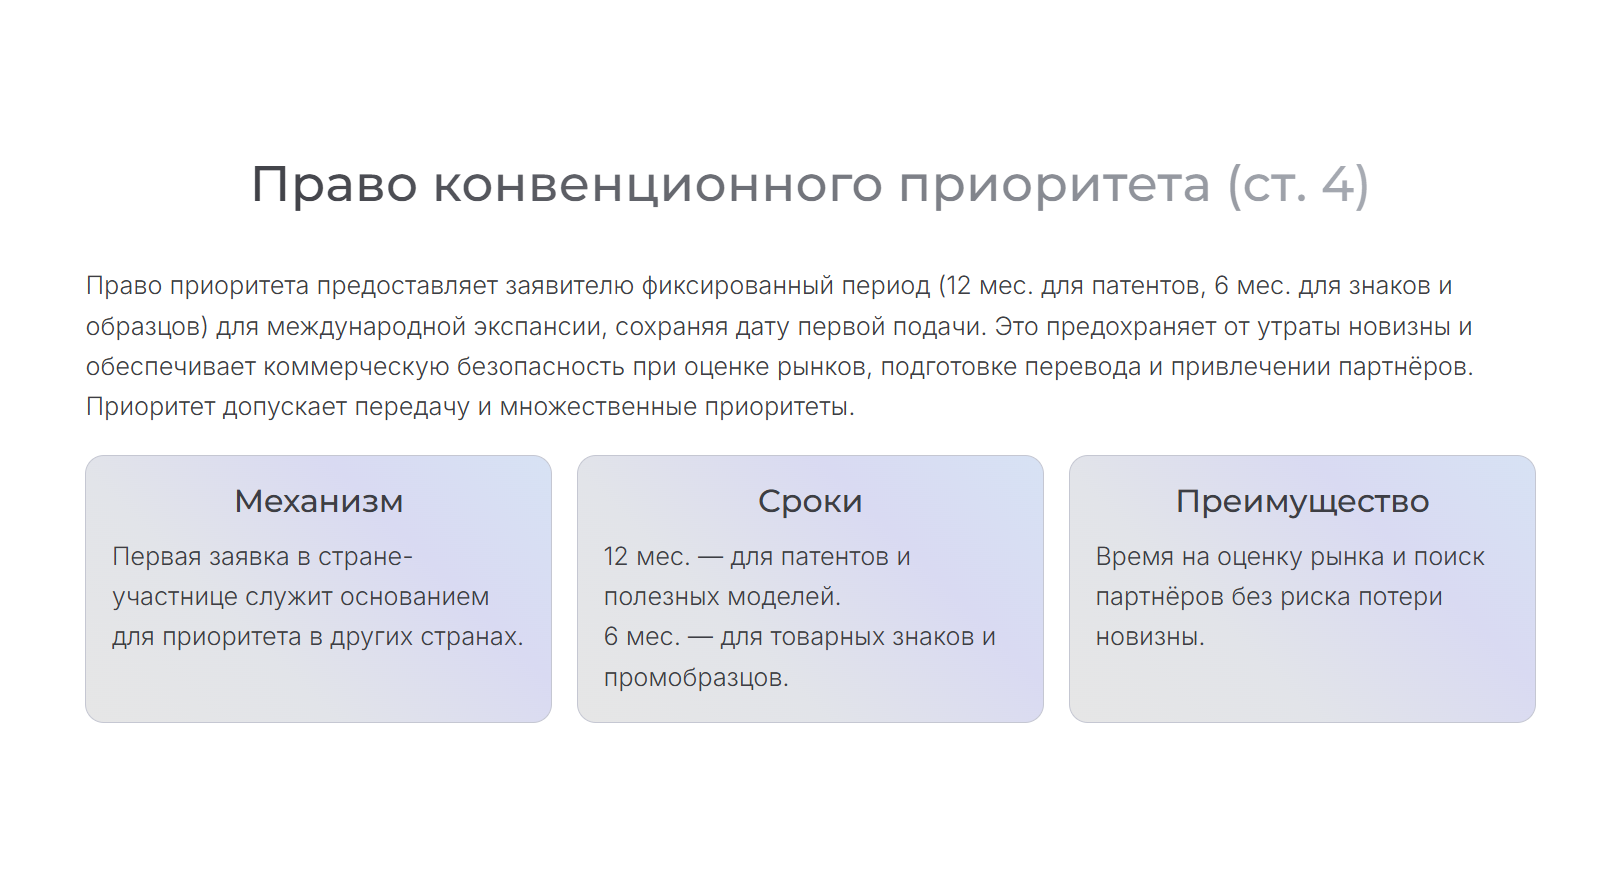 Право конвенционного приоритета (ст. 4)
Право приоритета предоставляет заявителю фиксированный период (12 мес. для патентов, 6 мес. для знаков и
образцов) для международной экспансии, сохраняя дату первой подачи. Это предохраняет от утраты новизны и
обеспечивает коммерческую безопасность при оценке рынков, подготовке перевода и привлечении партнёров.
Приоритет допускает передачу и множественные приоритеты.
Механизм
Первая заявка в стране-
участнице служит основанием
для приоритета в других странах.
Сроки
12 мес. — для патентов и
полезных моделей.
6 мес. — для товарных знаков и
промобразцов.
Преимущество
Время на оценку рынка и поиск
партнёров без риска потери
новизны.